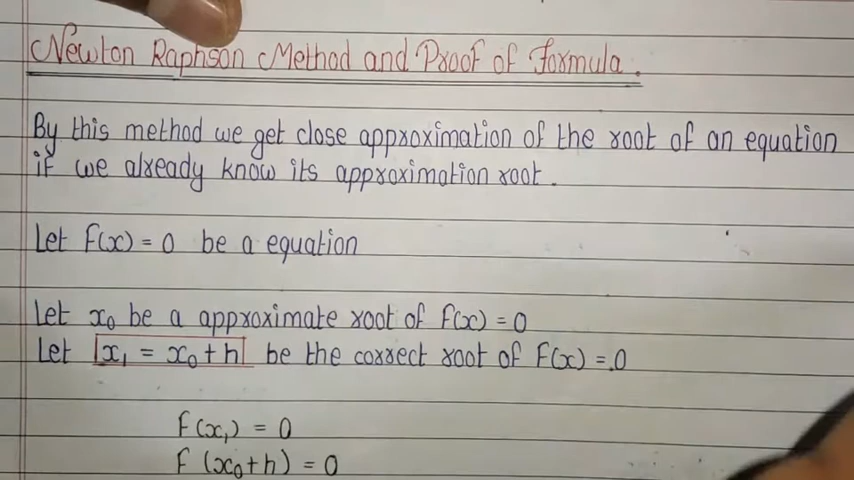 Newton Raphson Method and Proof of Formula.
By this method we get close approximation of the root of an equation
if we already know its approximation root.
Let f(x) = 0 be a equation
Let x₀ be a approximate root of f(x) = 0
Let x₁ = x₀ + h be the correct root of f(x) = 0
f(x₁) = 0
f (x₀+h) = 0